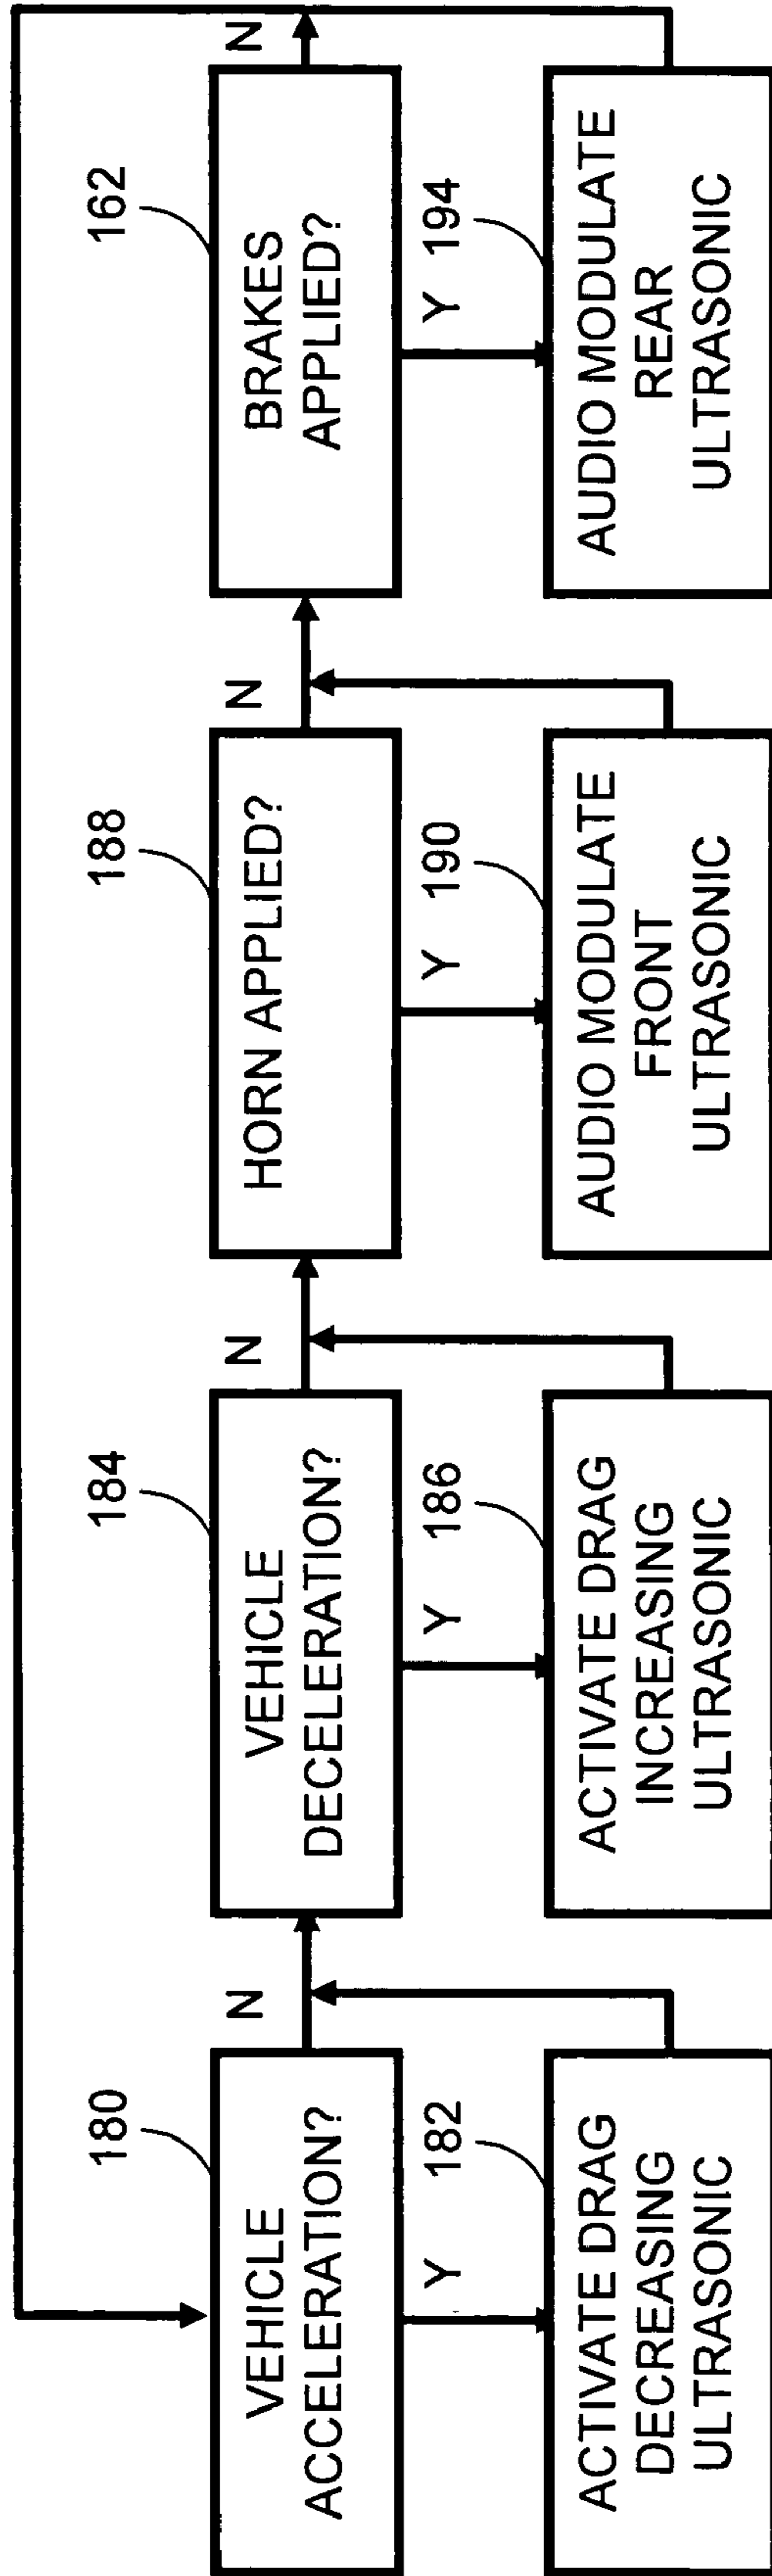 180
VEHICLE
ACCELERATION?
N
Y
182
ACTIVATE DRAG
DECREASING
ULTRASONIC
184
VEHICLE
DECELERATION?
N
Y
186
ACTIVATE DRAG
INCREASING
ULTRASONIC
188
HORN APPLIED?
N
Y
190
AUDIO MODULATE
FRONT
ULTRASONIC
162
BRAKES
APPLIED?
N
Y
194
AUDIO MODULATE
REAR
ULTRASONIC